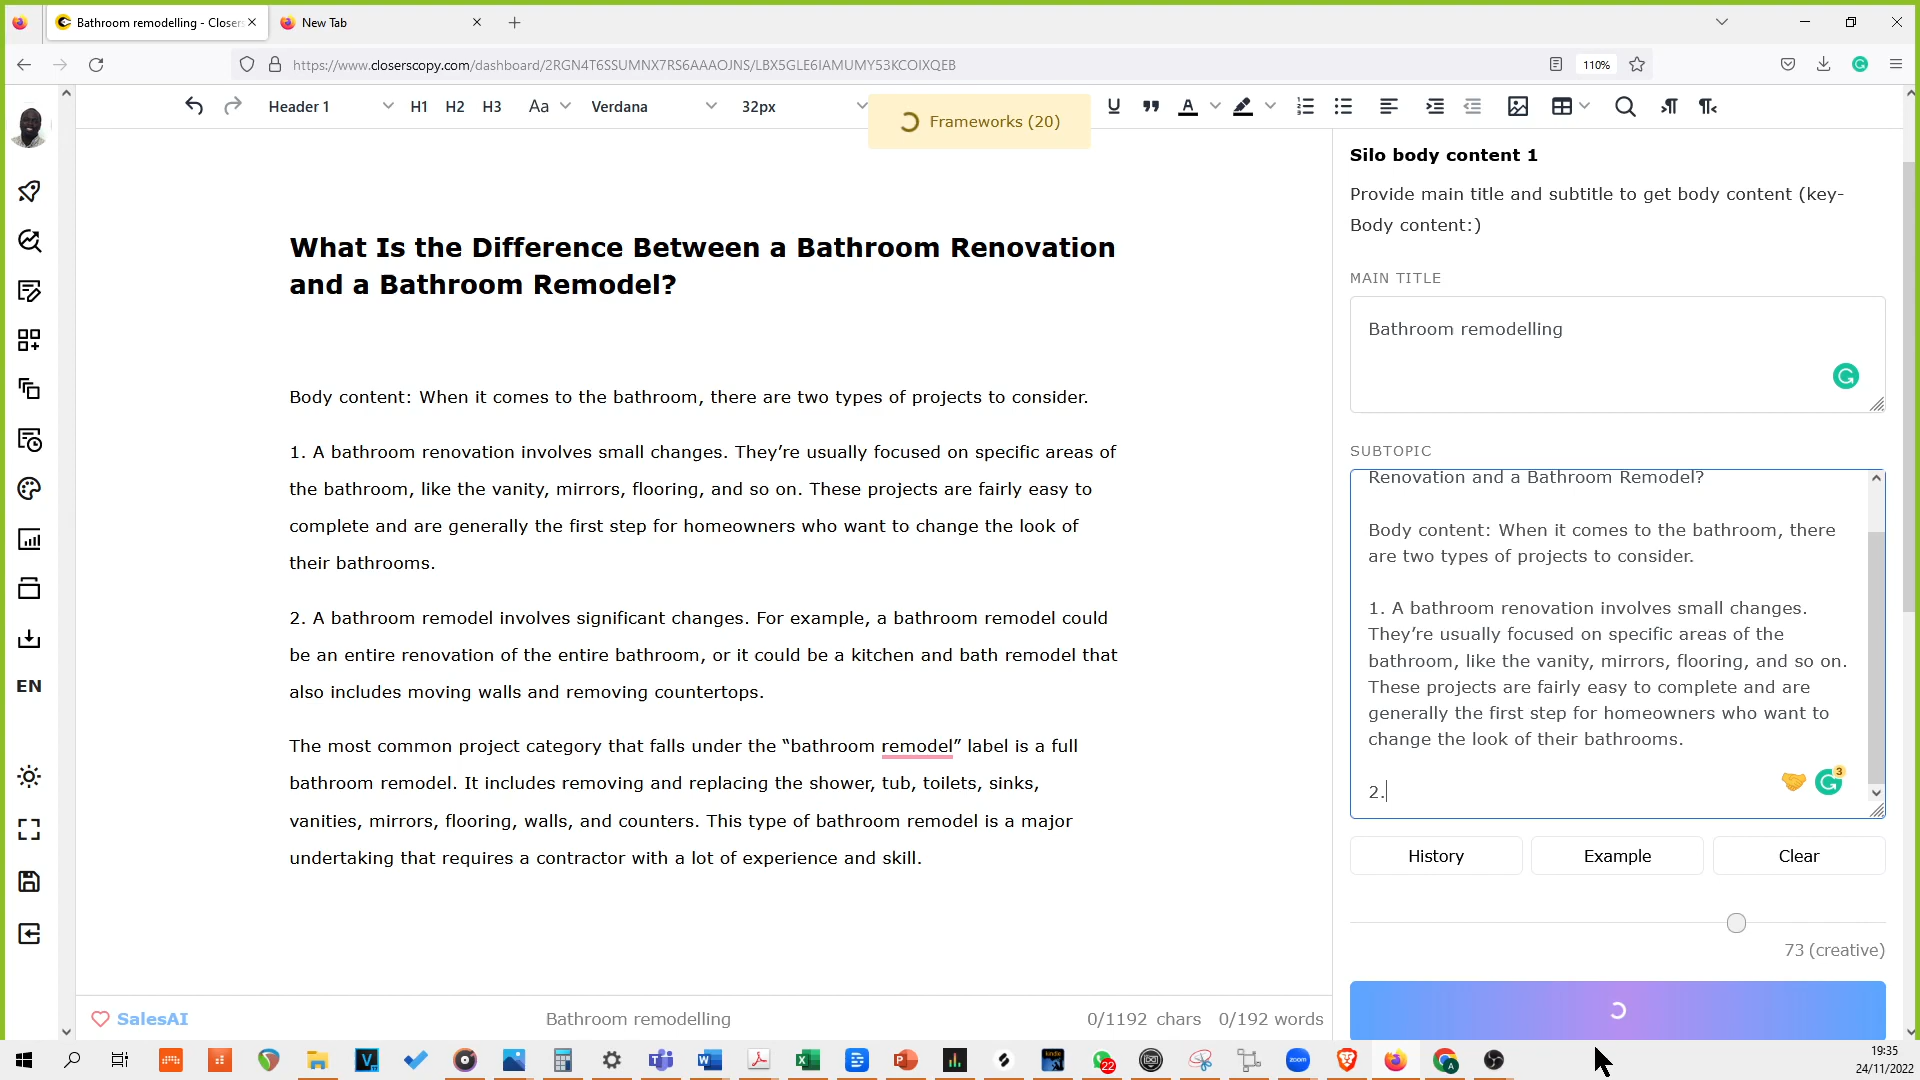 Bathroom remodelling - Closers
New Tab
https://www.closerscopy.com/dashboard/2RGN4T6SSUMNX7RS6AAAOJNS/LBX5GLE6IAMUMY53KCOIXQEB
110%
Header 1
H1 H2 H3
Aa
Verdana
32px
Frameworks (20)
What Is the Difference Between a Bathroom Renovation
and a Bathroom Remodel?
Body content: When it comes to the bathroom, there are two types of projects to consider.
1. A bathroom renovation involves small changes. They’re usually focused on specific areas of
the bathroom, like the vanity, mirrors, flooring, and so on. These projects are fairly easy to
complete and are generally the first step for homeowners who want to change the look of
their bathrooms.
2. A bathroom remodel involves significant changes. For example, a bathroom remodel could
be an entire renovation of the entire bathroom, or it could be a kitchen and bath remodel that
also includes moving walls and removing countertops.
The most common project category that falls under the “bathroom remodel” label is a full
bathroom remodel. It includes removing and replacing the shower, tub, toilets, sinks,
vanities, mirrors, flooring, walls, and counters. This type of bathroom remodel is a major
undertaking that requires a contractor with a lot of experience and skill.
EN
SalesAI
Bathroom remodelling
0/1192 chars 0/192 words
Silo body content 1
Provide main title and subtitle to get body content (key-
Body content:)
MAIN TITLE
Bathroom remodelling
SUBTOPIC
Renovation and a Bathroom Remodel?
Body content: When it comes to the bathroom, there
are two types of projects to consider.
1. A bathroom renovation involves small changes.
They’re usually focused on specific areas of the
bathroom, like the vanity, mirrors, flooring, and so on.
These projects are fairly easy to complete and are
generally the first step for homeowners who want to
change the look of their bathrooms.
2.
3
History
Example
Clear
73 (creative)
22
zoom
19:35
24/11/2022